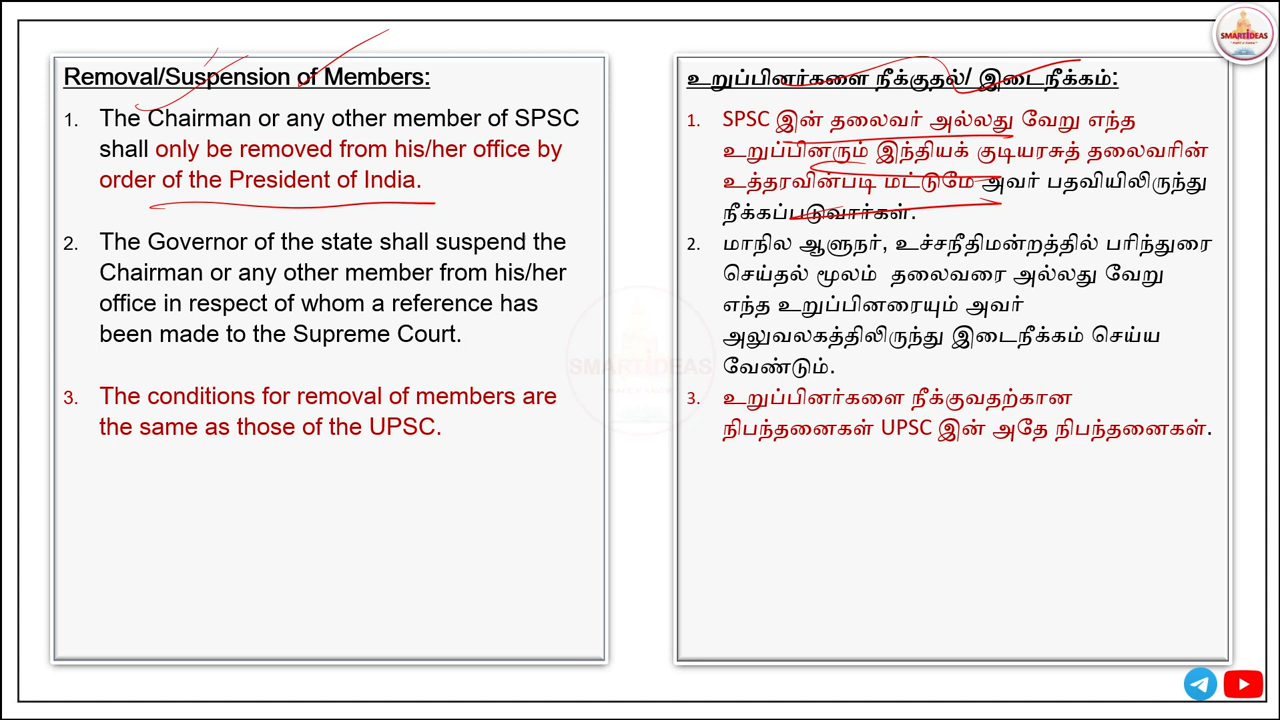 SMARTIDEAS
Removal/Suspension of Members:
1. The Chairman or any other member of SPSC
shall only be removed from his/her office by
order of the President of India.
2. The Governor of the state shall suspend the
Chairman or any other member from his/her
office in respect of whom a reference has
been made to the Supreme Court.
3. The conditions for removal of members are
the same as those of the UPSC.
உறுப்பினர்களை நீக்குதல்/ இடைநீக்கம்:
1. SPSC இன் தலைவர் அல்லது வேறு எந்த
உறுப்பினரும் இந்தியக் குடியரசுத் தலைவரின்
உத்தரவின்படி மட்டுமே அவர் பதவியிலிருந்து
நீக்கப்படுவார்கள்.
2. மாநில ஆளுநர், உச்சநீதிமன்றத்தில் பரிந்துரை
செய்தல் மூலம் தலைவரை அல்லது வேறு
எந்த உறுப்பினரையும் அவர்
அலுவலகத்திலிருந்து இடைநீக்கம் செய்ய
வேண்டும்.
3. உறுப்பினர்களை நீக்குவதற்கான
நிபந்தனைகள் UPSC இன் அதே நிபந்தனைகள்.
SMARTIDEAS